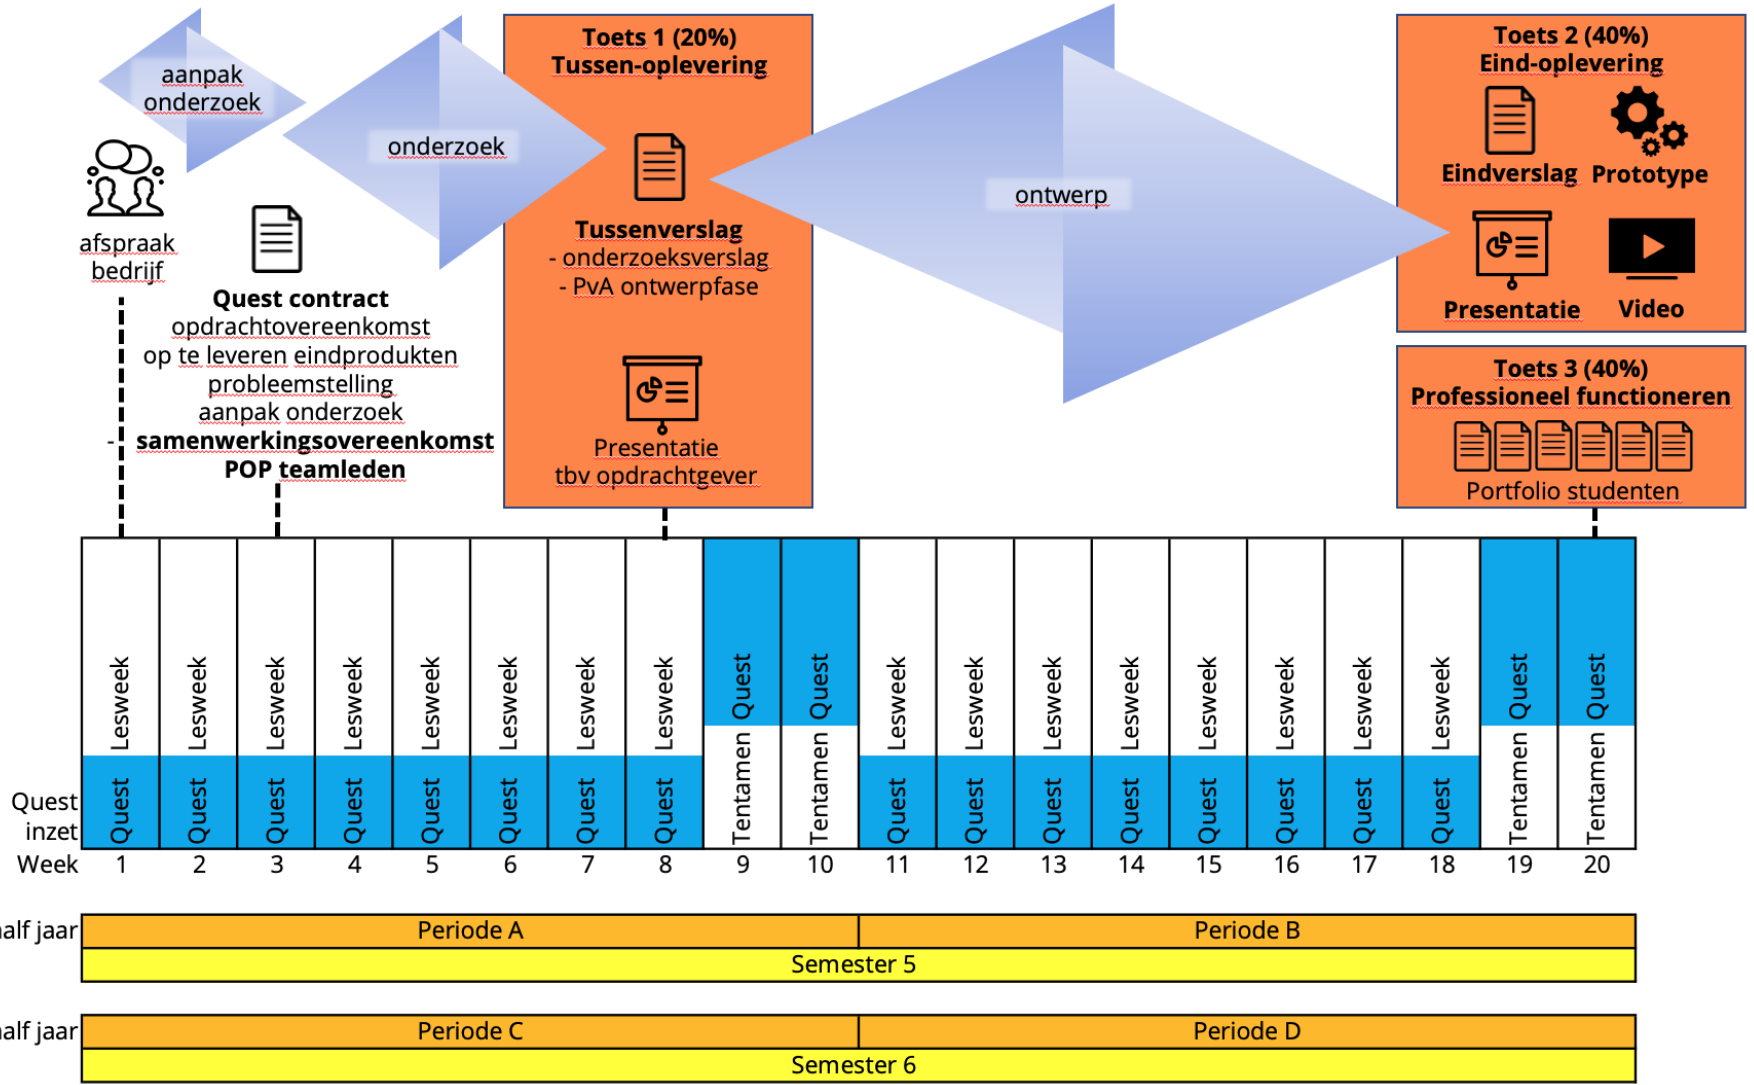 aanpak
onderzoek
onderzoek
ontwerp
afspraak
bedrijf
Quest contract
opdrachtovereenkomst
op te leveren eindprodukten
probleemstelling
aanpak onderzoek
- samenwerkingsovereenkomst
POP teamleden
Toets 1 (20%)
Tussen-oplevering
Tussenverslag
- onderzoeksverslag
- PvA ontwerpfase
Presentatie
tbv opdrachtgever
Toets 2 (40%)
Eind-oplevering
Eindverslag Prototype
Presentatie Video
Toets 3 (40%)
Professioneel functioneren
Portfolio studenten
Lesweek Lesweek Lesweek Lesweek Lesweek Lesweek Lesweek Lesweek Quest Quest Lesweek Lesweek Lesweek Lesweek Lesweek Lesweek Lesweek Lesweek Quest Quest
Quest inzet
Quest Quest Quest Quest Quest Quest Quest Quest Tentamen Tentamen Quest Quest Quest Quest Quest Quest Quest Quest Tentamen Tentamen
Week 1 2 3 4 5 6 7 8 9 10 11 12 13 14 15 16 17 18 19 20
alf jaar Periode A Periode B
Semester 5
alf jaar Periode C Periode D
Semester 6